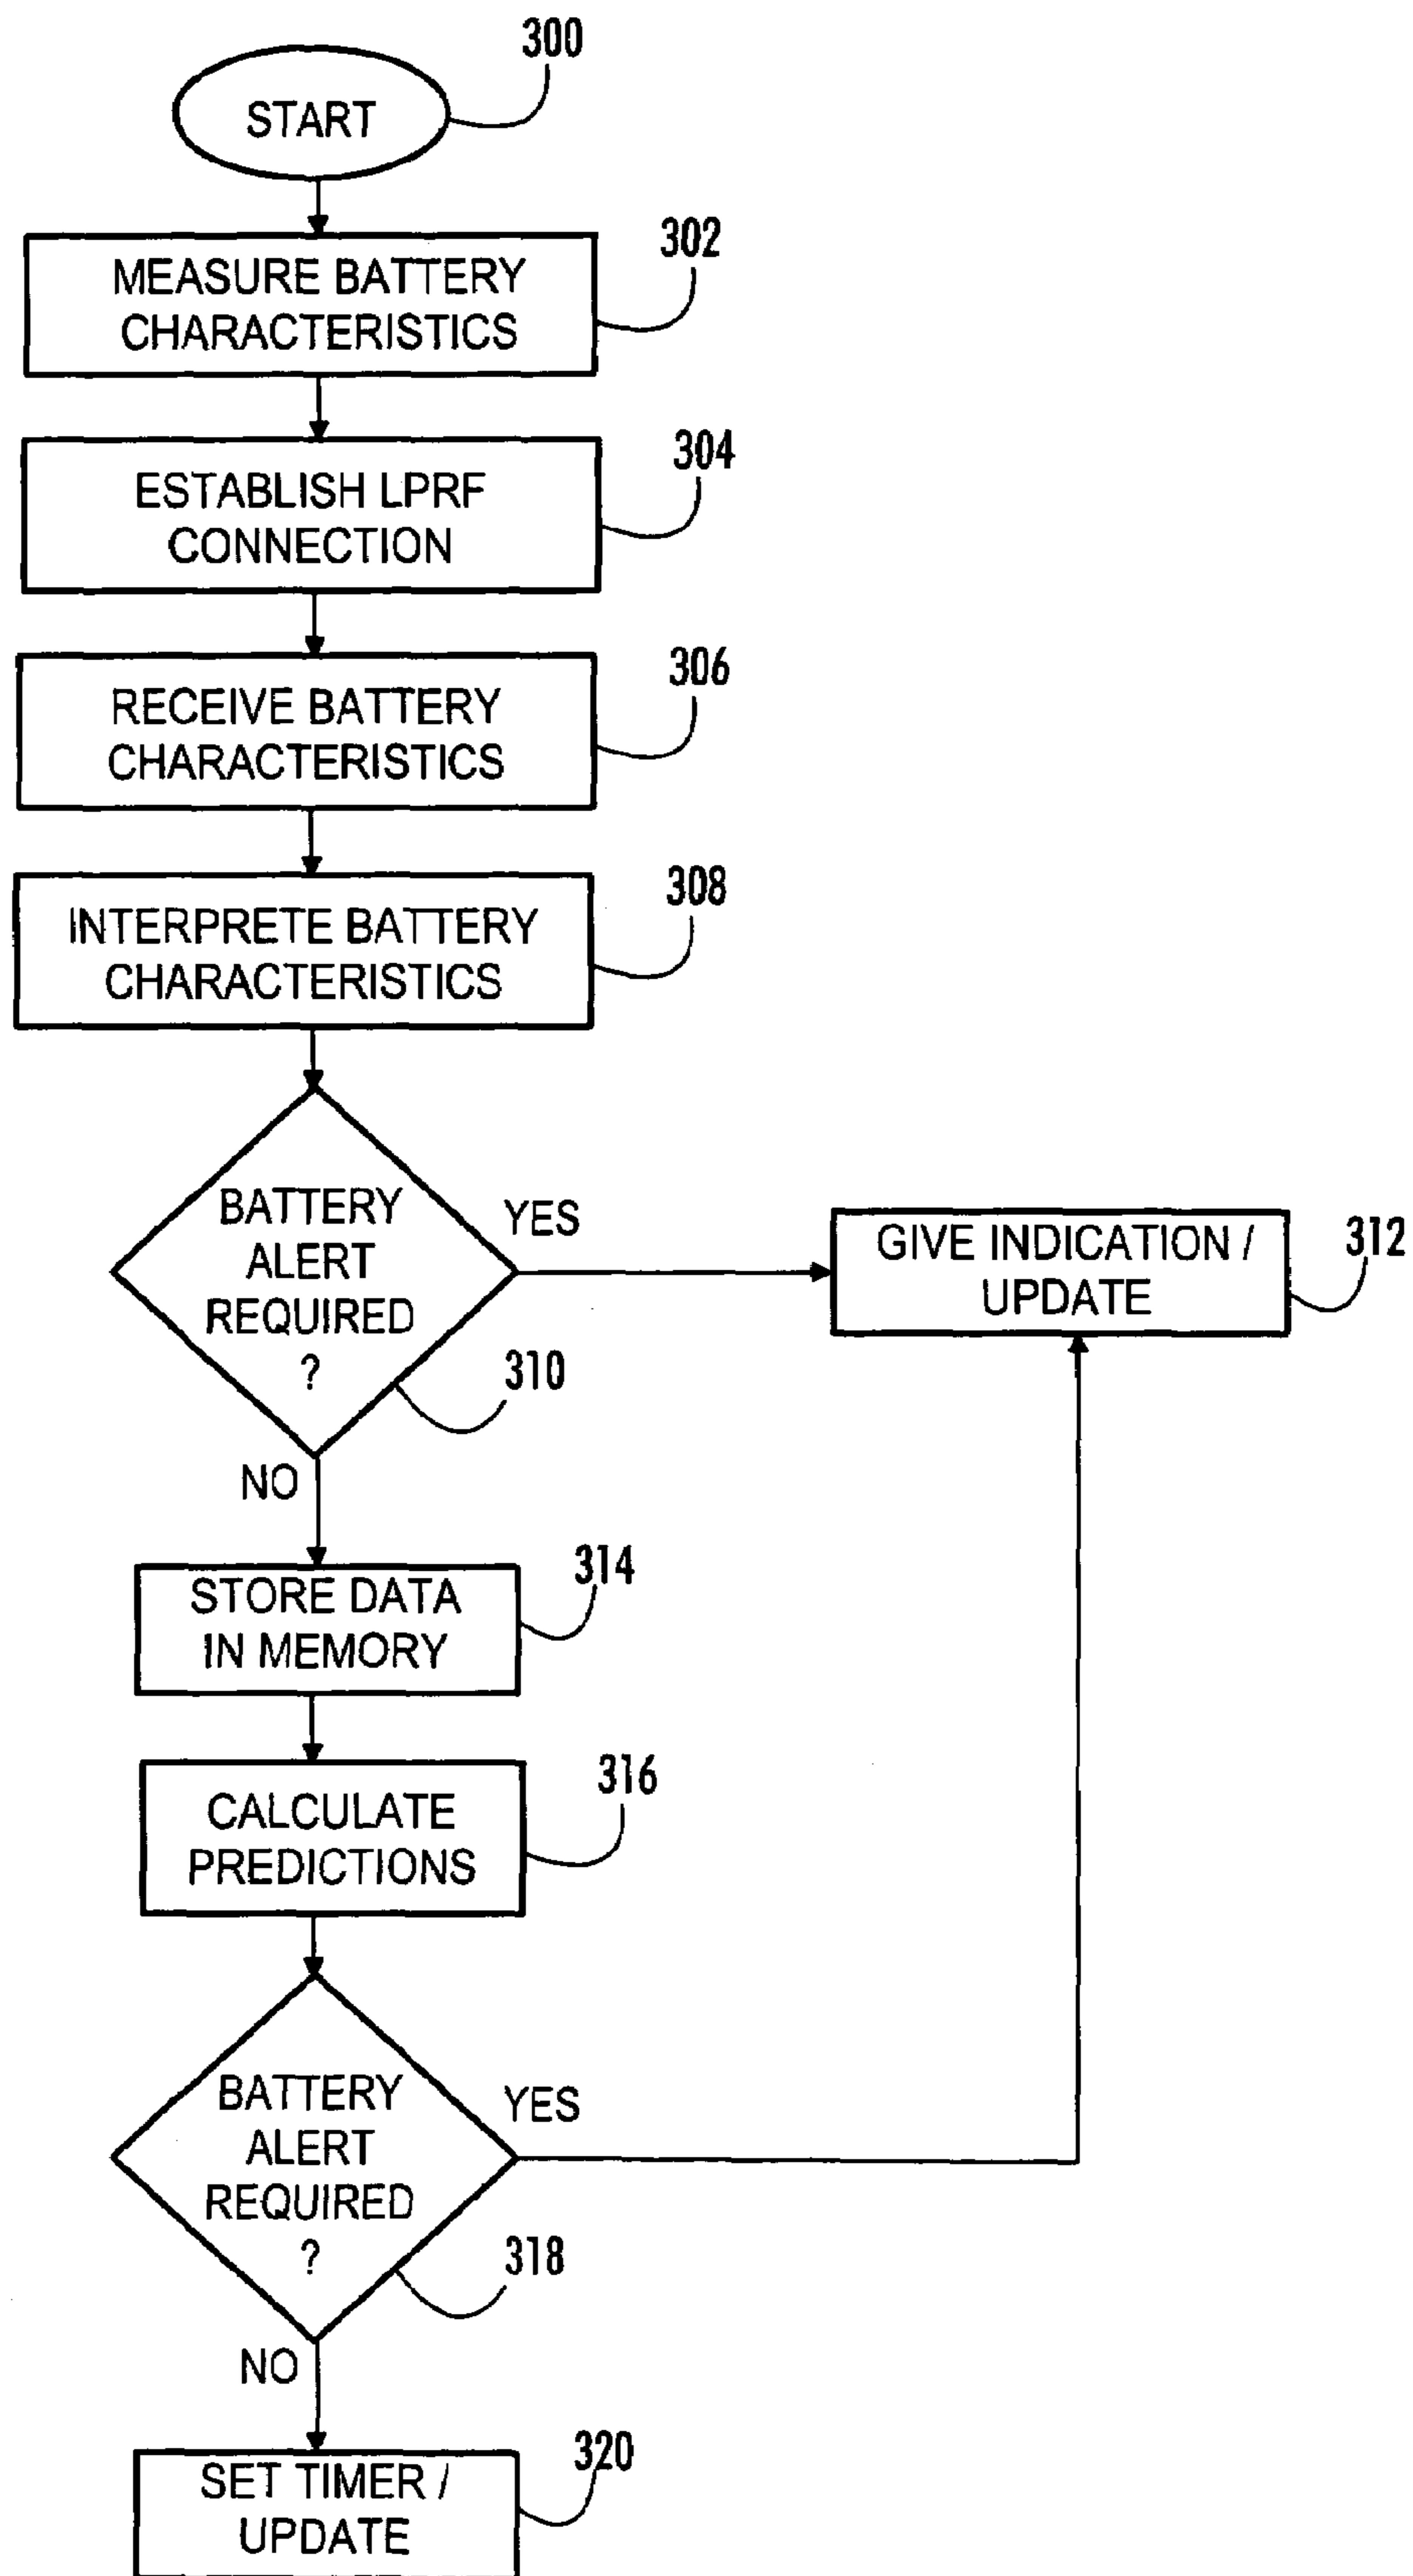 300
START
302
MEASURE BATTERY
CHARACTERISTICS
304
ESTABLISH LPRF
CONNECTION
306
RECEIVE BATTERY
CHARACTERISTICS
308
INTERPRETE BATTERY
CHARACTERISTICS
BATTERY
ALERT
REQUIRED
?
YES
310
GIVE INDICATION /
UPDATE
312
NO
314
STORE DATA
IN MEMORY
316
CALCULATE
PREDICTIONS
BATTERY
ALERT
REQUIRED
?
YES
318
NO
320
SET TIMER /
UPDATE